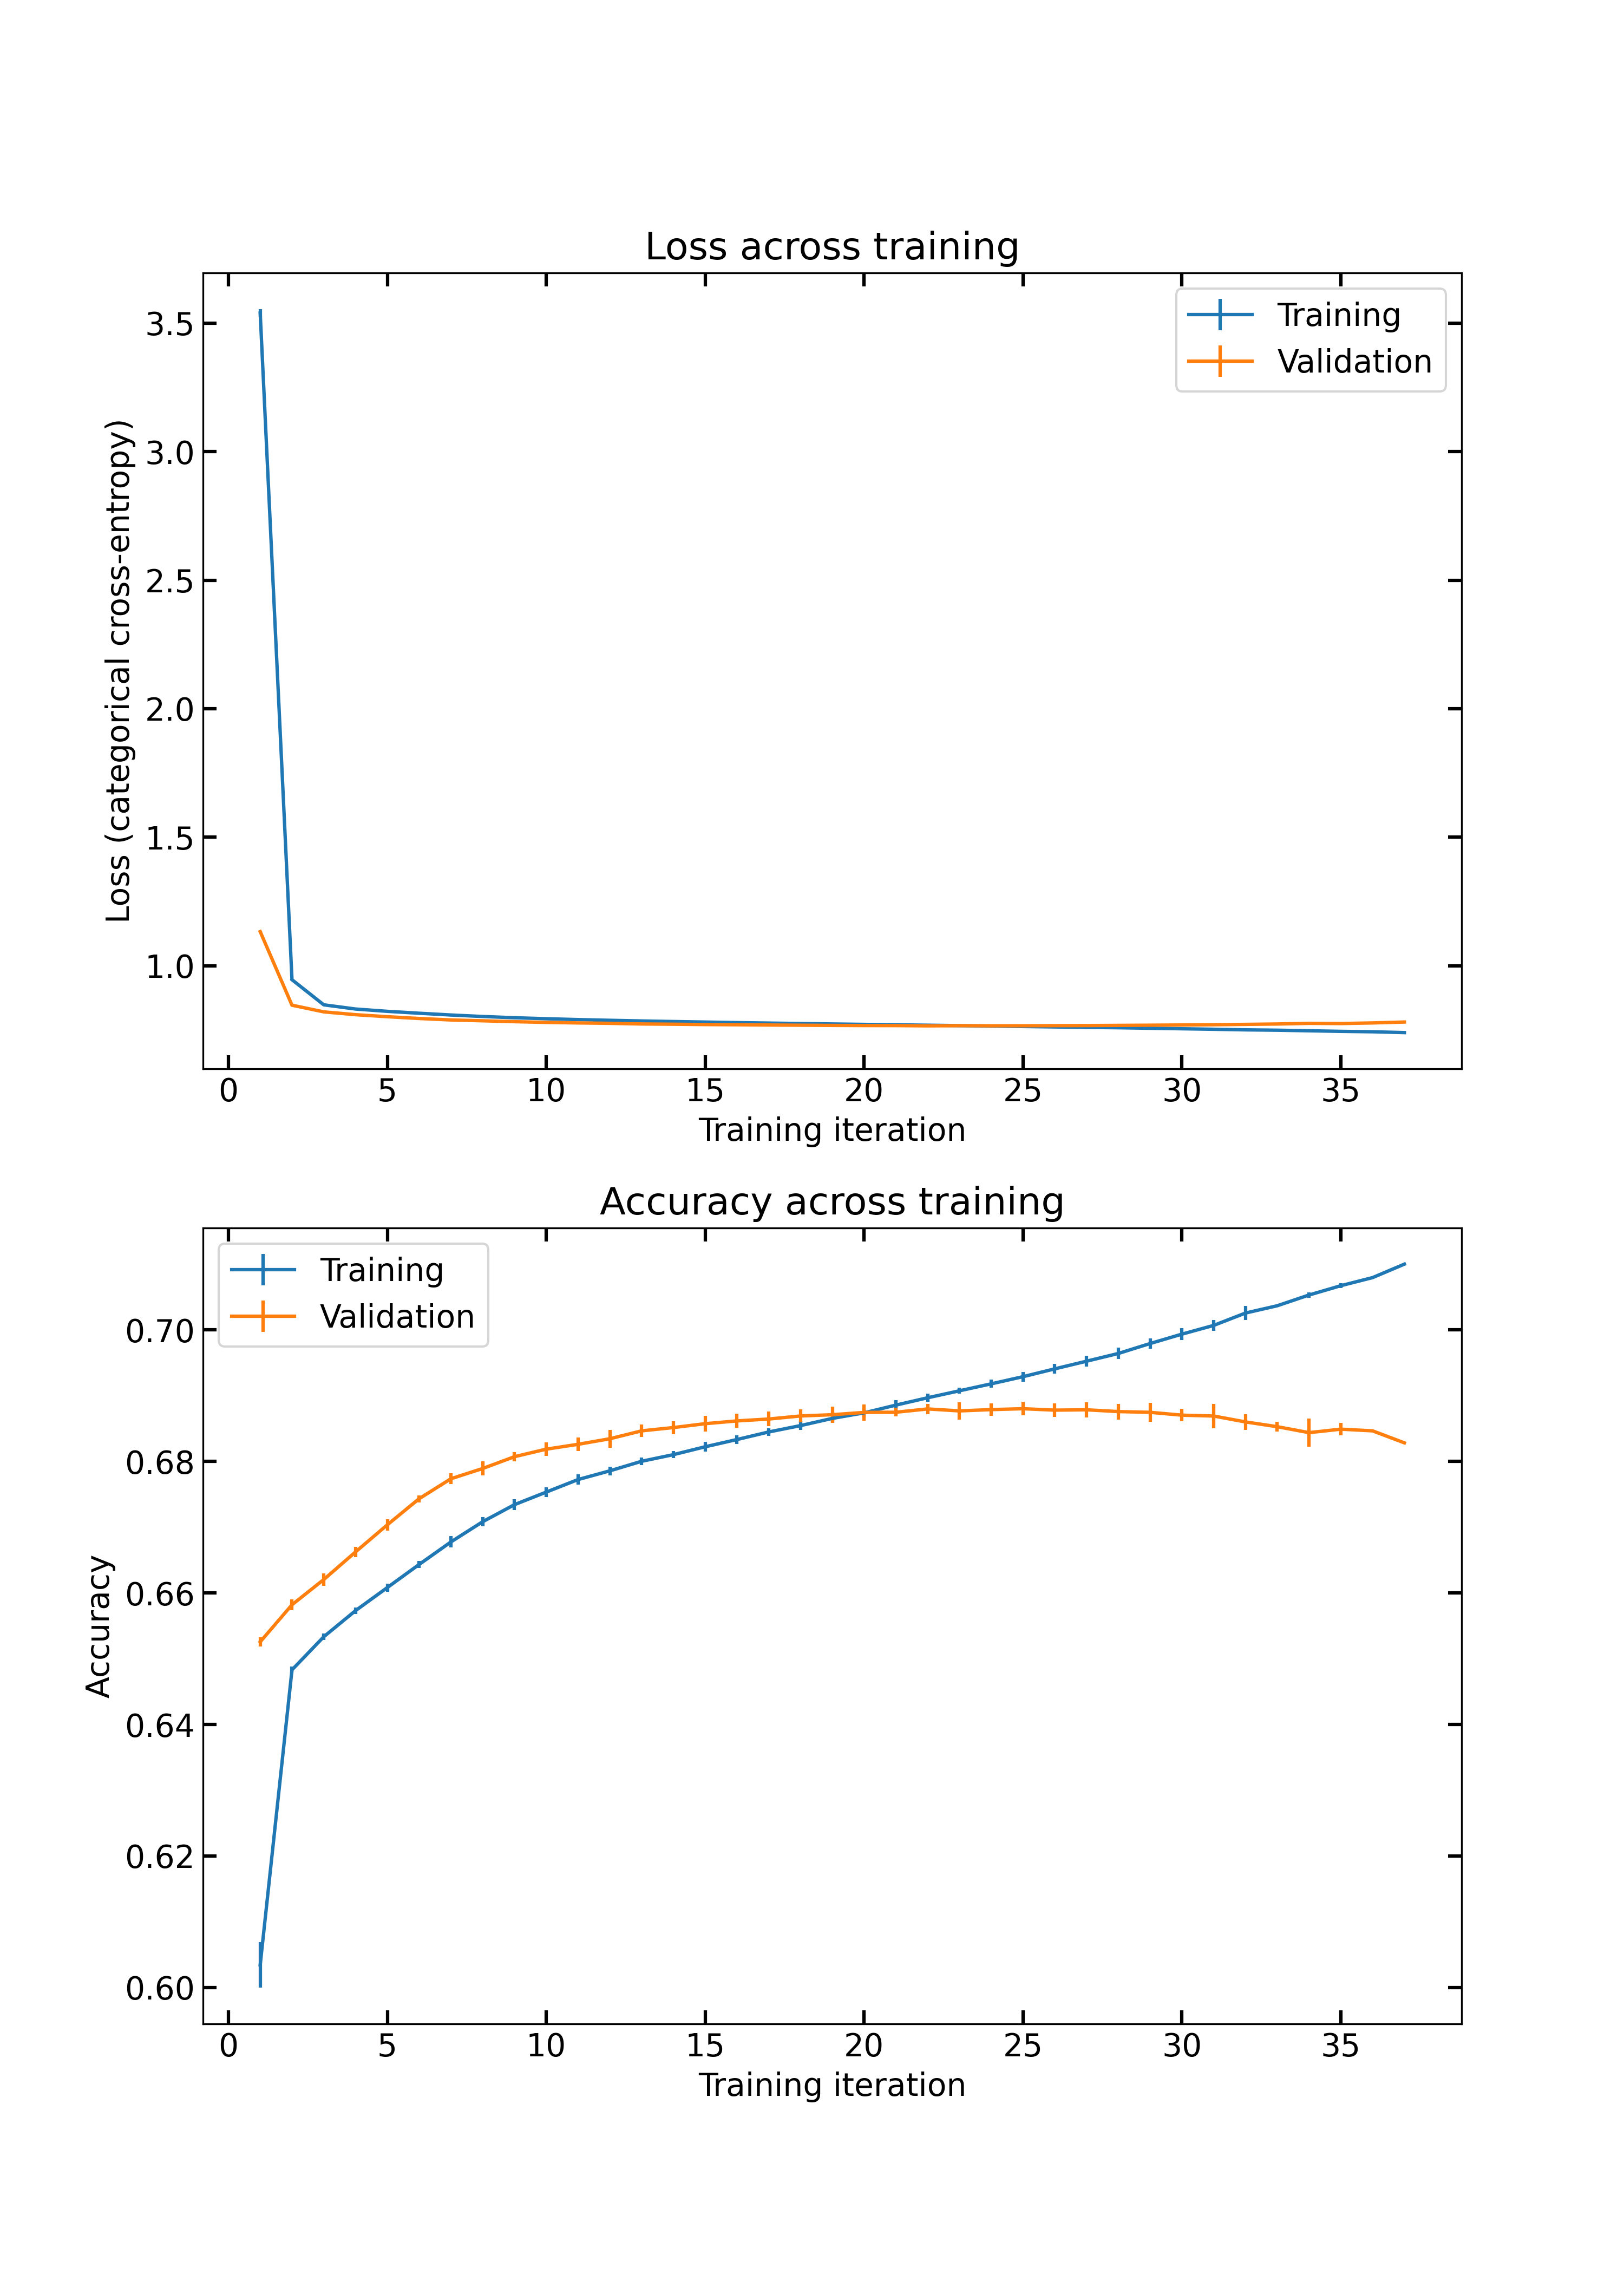 Loss across training
Training
Validation
3.5
3.0
2.5
2.0
1.5
1.0
Loss (categorical cross-entropy)
0 5 10 15 20 25 30 35
Training iteration
Accuracy across training
Training
Validation
0.70
0.68
0.66
0.64
0.62
0.60
Accuracy
0 5 10 15 20 25 30 35
Training iteration